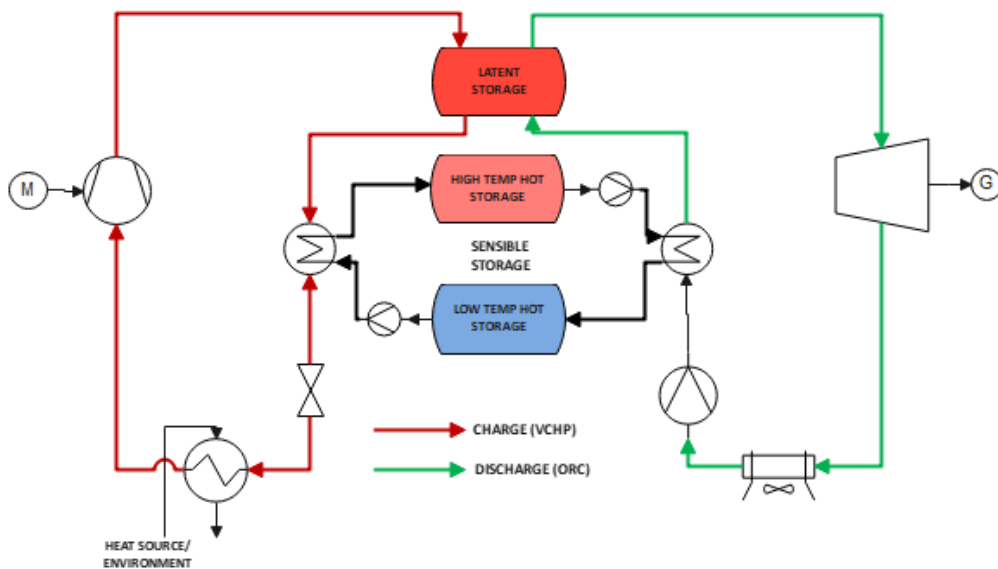 LATENT
STORAGE
M
HIGH TEMP HOT
STORAGE
G
SENSIBLE
STORAGE
LOW TEMP HOT
STORAGE
CHARGE (VCHP)
DISCHARGE (ORC)
HEAT SOURCE/
ENVIRONMENT